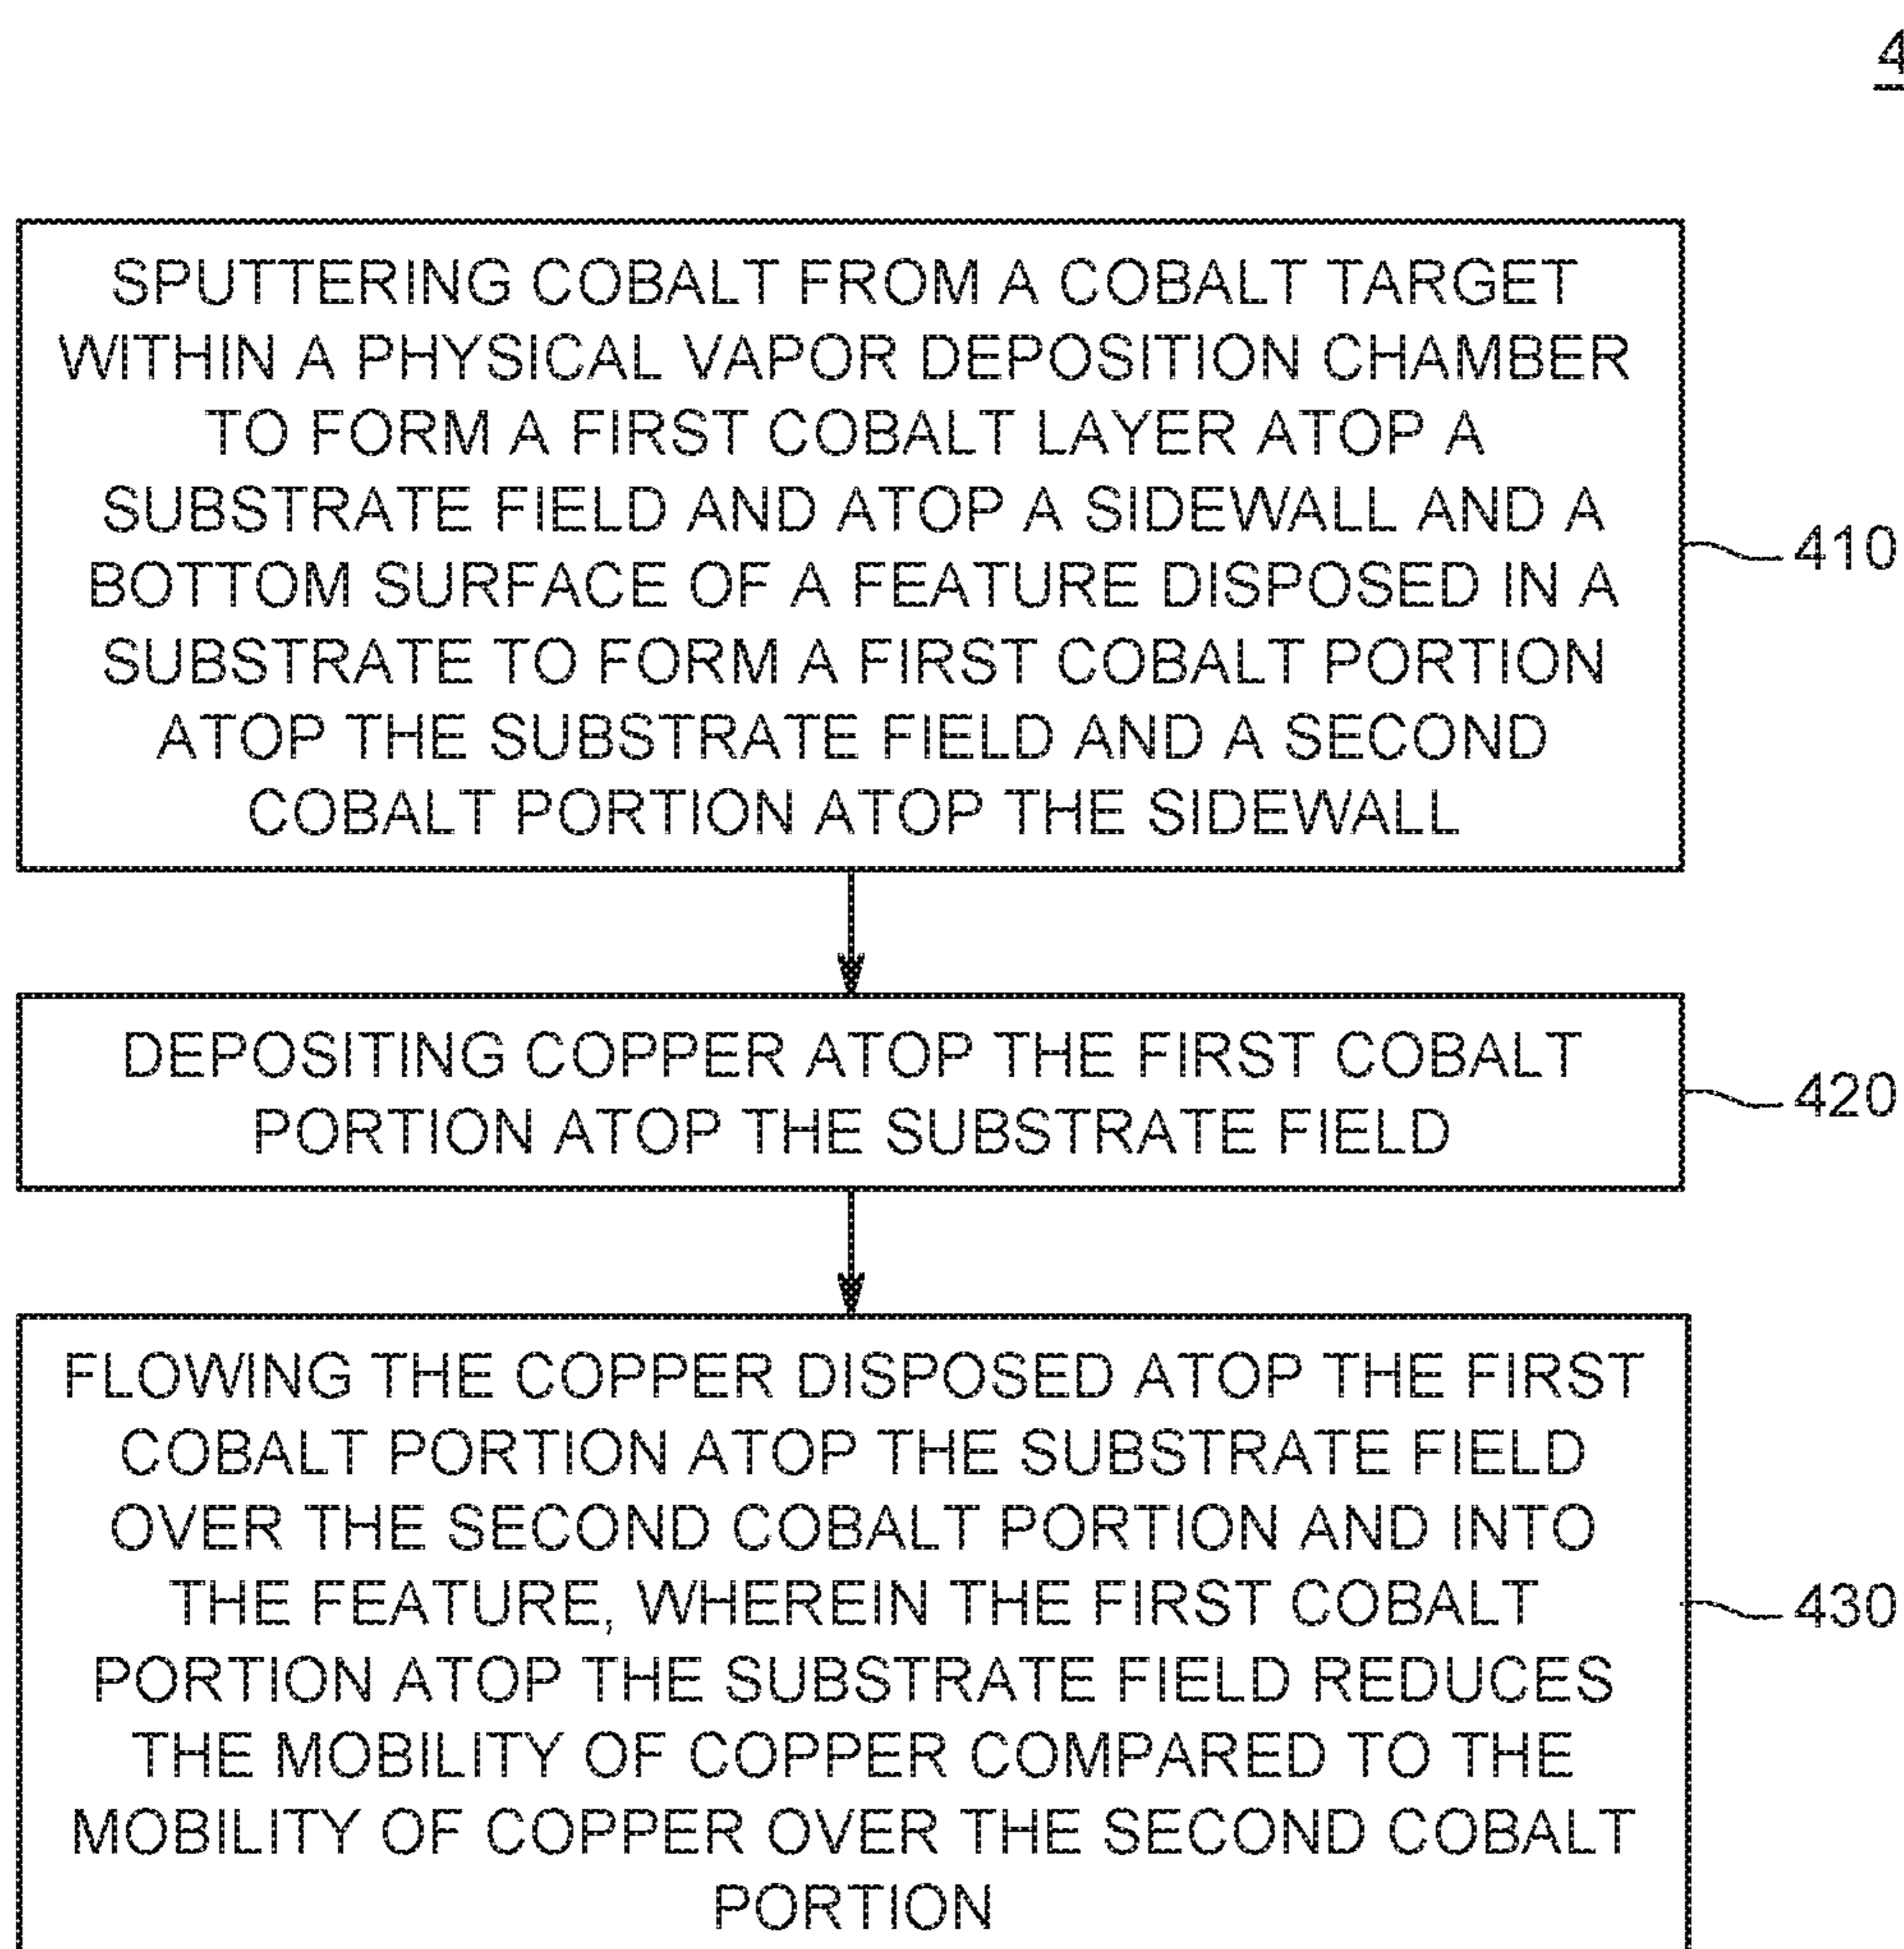 4
SPUTTERING COBALT FROM A COBALT TARGET
WITHIN A PHYSICAL VAPOR DEPOSITION CHAMBER
TO FORM A FIRST COBALT LAYER ATOP A
SUBSTRATE FIELD AND ATOP A SIDEWALL AND A
BOTTOM SURFACE OF A FEATURE DISPOSED IN A
SUBSTRATE TO FORM A FIRST COBALT PORTION
ATOP THE SUBSTRATE FIELD AND A SECOND
COBALT PORTION ATOP THE SIDEWALL
410
DEPOSITING COPPER ATOP THE FIRST COBALT
PORTION ATOP THE SUBSTRATE FIELD
420
FLOWING THE COPPER DISPOSED ATOP THE FIRST
COBALT PORTION ATOP THE SUBSTRATE FIELD
OVER THE SECOND COBALT PORTION AND INTO
THE FEATURE, WHEREIN THE FIRST COBALT
PORTION ATOP THE SUBSTRATE FIELD REDUCES
THE MOBILITY OF COPPER COMPARED TO THE
MOBILITY OF COPPER OVER THE SECOND COBALT
PORTION
430